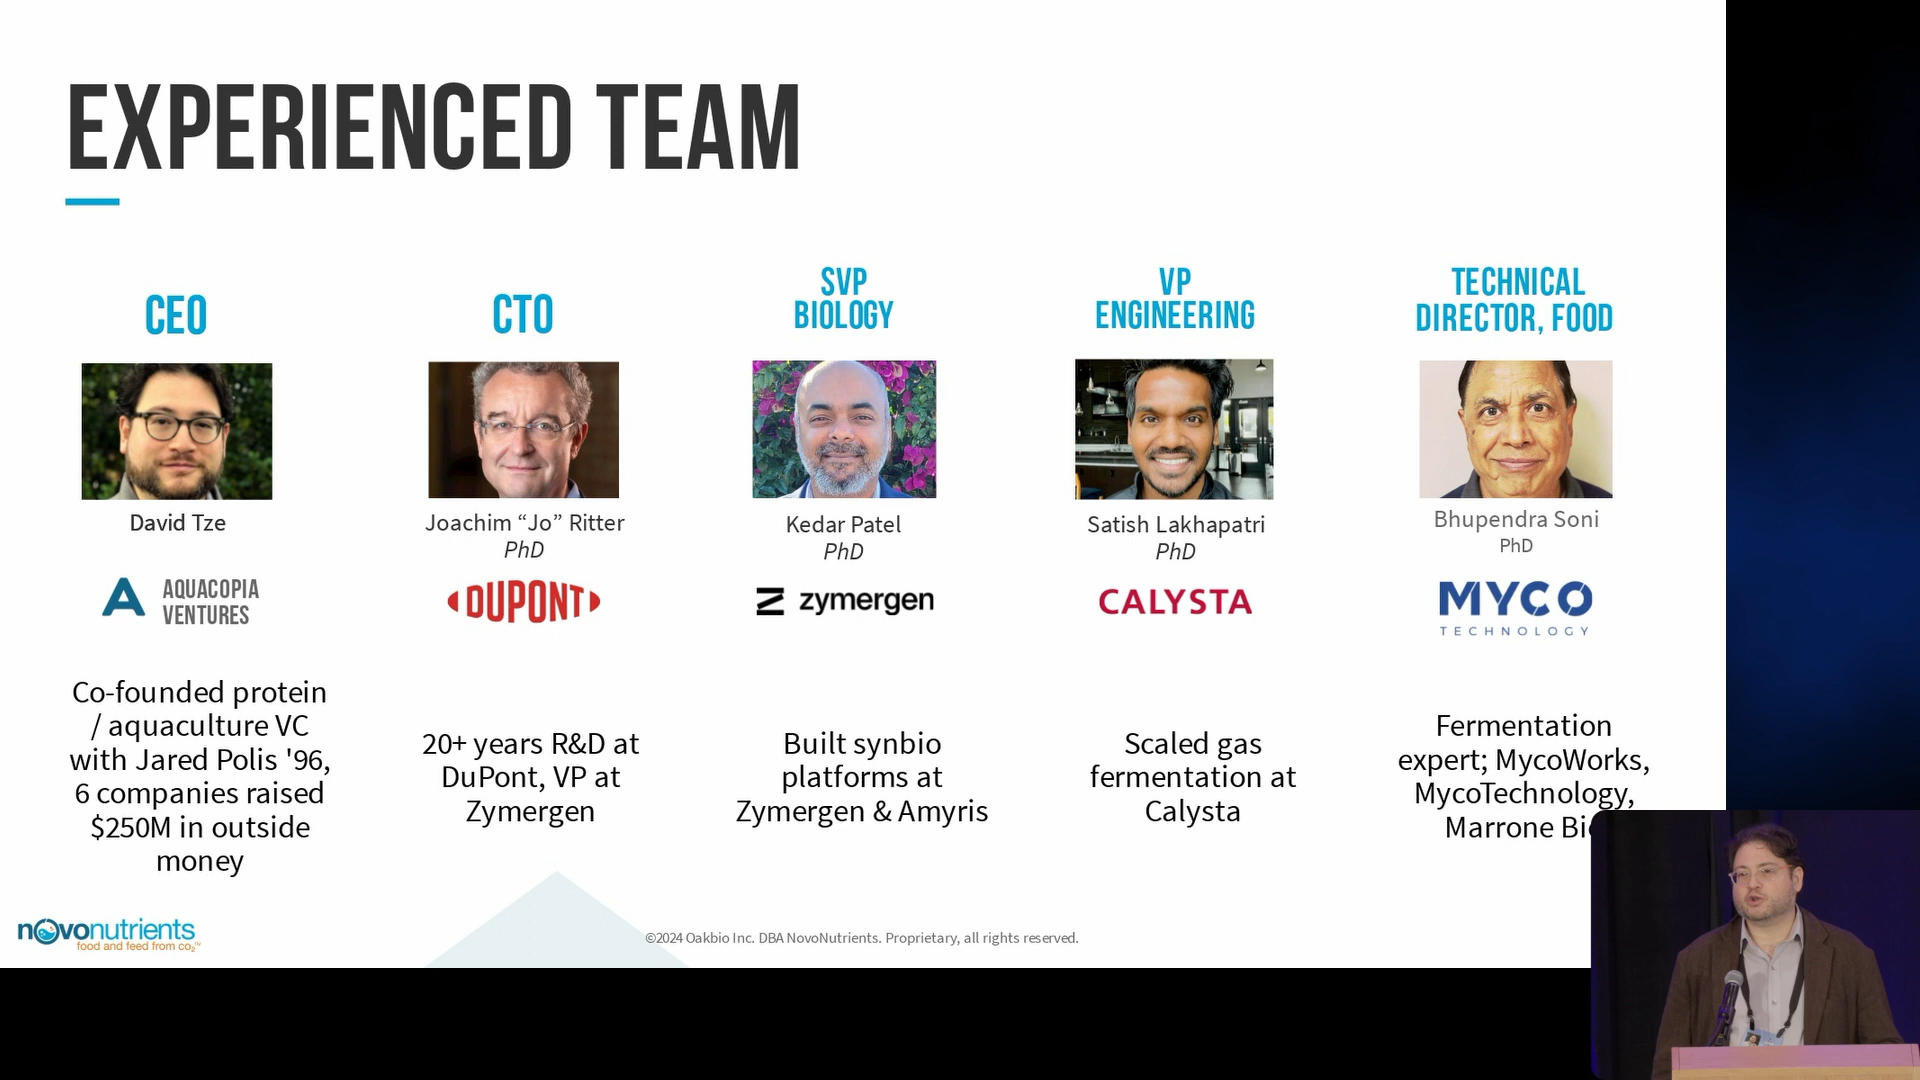 EXPERIENCED TEAM
CEO
David Tze
AQUACOPIA
VENTURES
Co-founded protein
/ aquaculture VC
with Jared Polis '96,
6 companies raised
$250M in outside
money
CTO
Joachim “Jo” Ritter
PhD
DUPONT
20+ years R&D at
DuPont, VP at
Zymergen
SVP
BIOLOGY
Kedar Patel
PhD
zymergen
Built synbio
platforms at
Zymergen & Amyris
VP
ENGINEERING
Satish Lakhapatri
PhD
CALYSTA
Scaled gas
fermentation at
Calysta
TECHNICAL
DIRECTOR, FOOD
Bhupendra Soni
PhD
MYCO
TECHNOLOGY
Fermentation
expert; MycoWorks,
MycoTechnology,
Marrone
novonutrients
food and feed from co2™
©2024 Oakbio Inc. DBA NovoNutrients. Proprietary, all rights reserved.